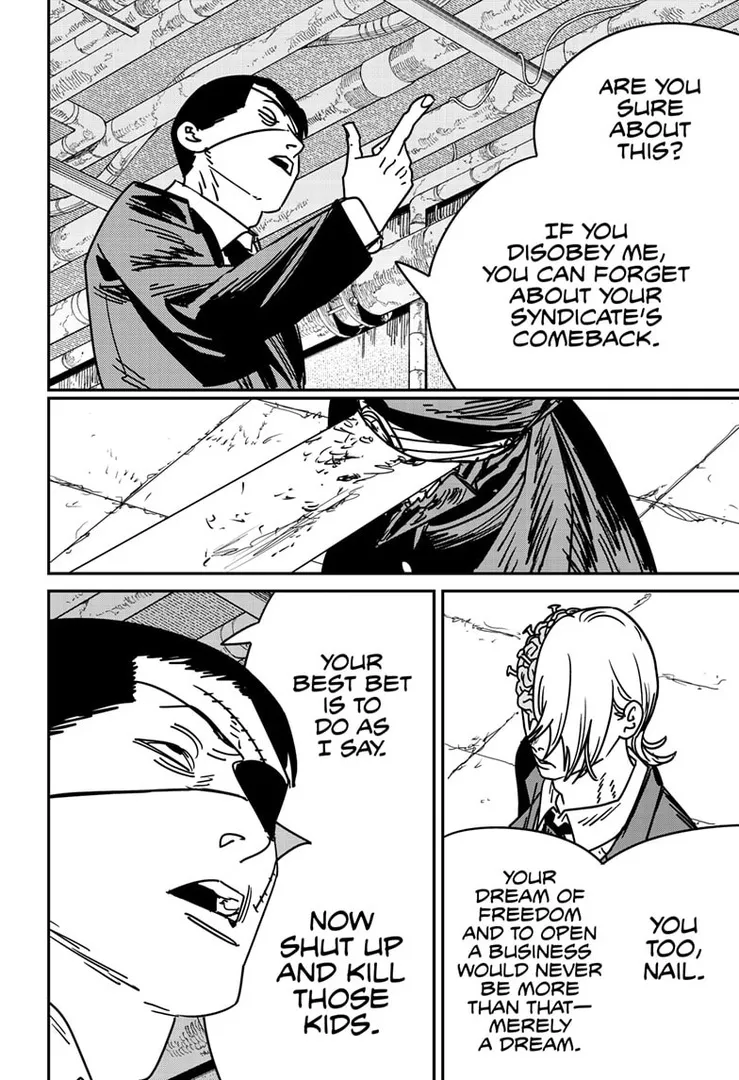 ARE YOU
SURE
ABOUT
THIS?
IF YOU
DISOBEY ME,
YOU CAN FORGET
ABOUT YOUR
SYNDICATE'S
COMEBACK.
YOU
TOO,
NAIL.
YOUR
DREAM OF
FREEDOM
AND TO OPEN
A BUSINESS
WOULD NEVER
BE MORE
THAN THAT—
MERELY
A DREAM.
YOUR
BEST BET
IS TO
DO AS
I SAY.
NOW
SHUT UP
AND KILL
THOSE
KIDS.